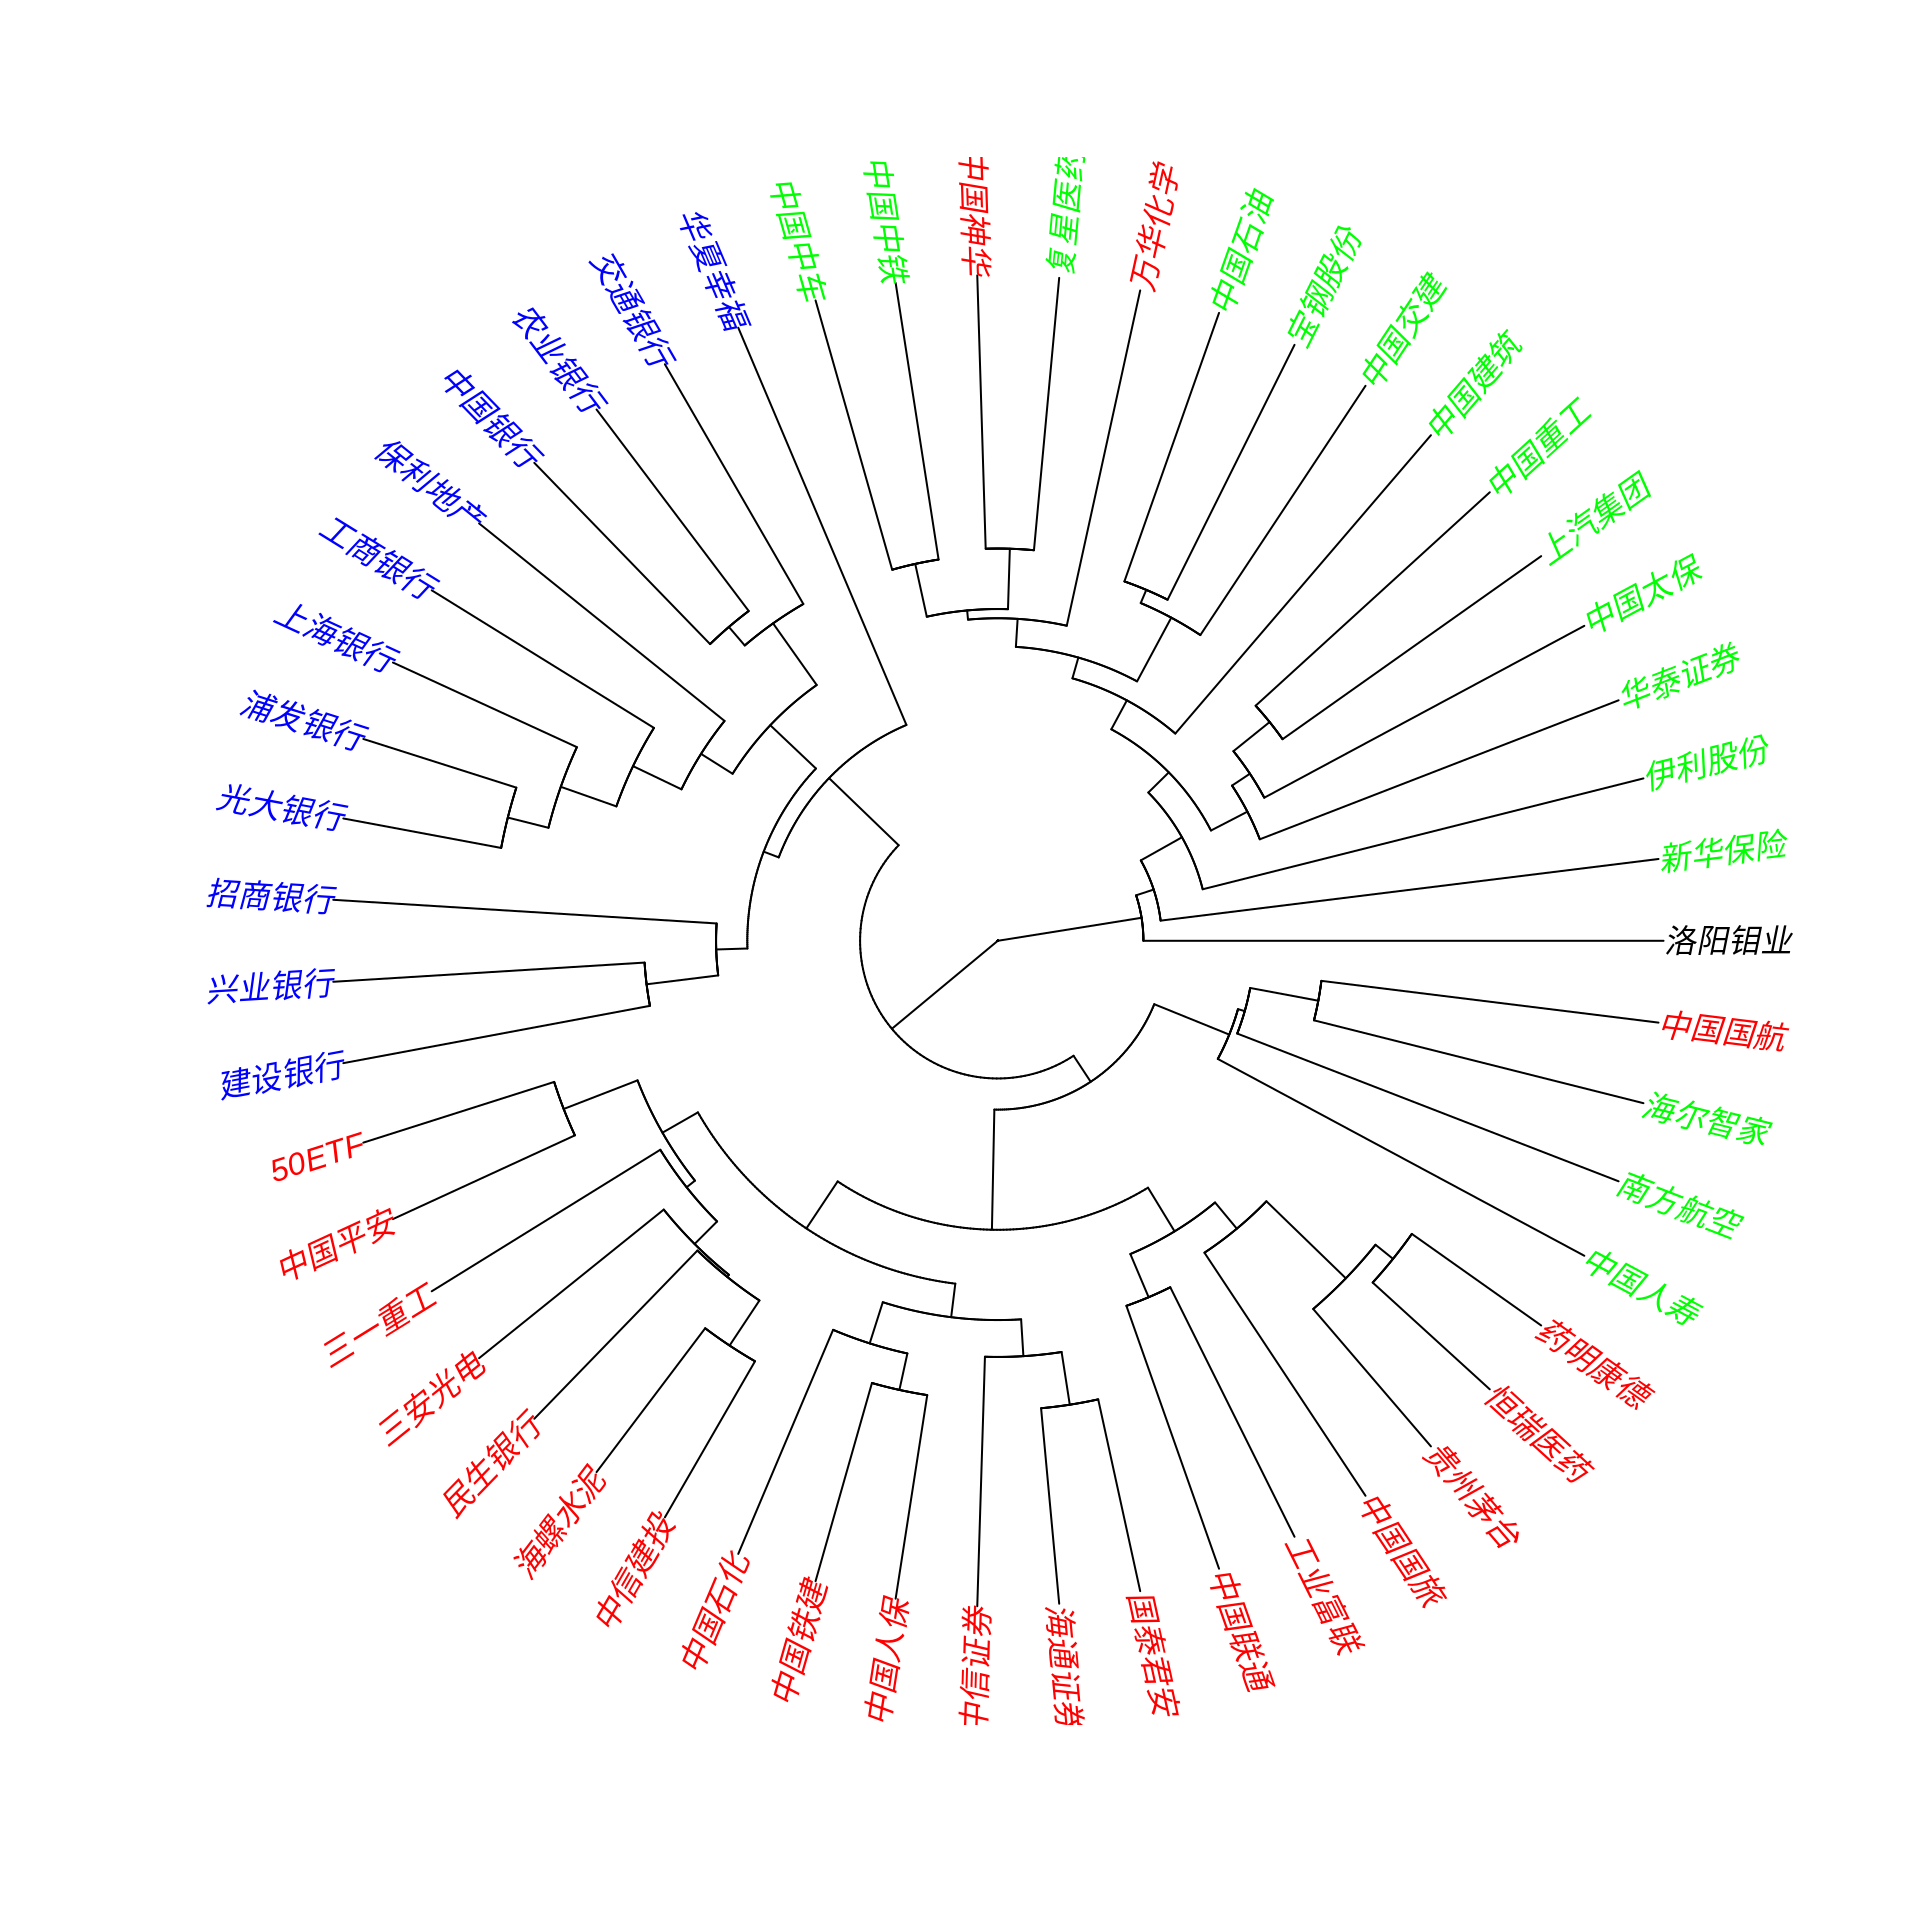 中国神华
复星医药
万华化学
中国石油
宝钢股份
中国交建
中国建筑
中国重工
上汽集团
中国太保
华泰证券
伊利股份
新华保险
洛阳钼业
中国国航
海尔智家
南方航空
中国人寿
药明康德
恒瑞医药
贵州茅台
中国国旅
工业富联
中国联通
国泰君安
海通证券
中信证券
中国人保
中国铁建
中国石化
中信建投
海螺水泥
民生银行
三安光电
三一重工
中国平安
50ETF
建设银行
兴业银行
招商银行
光大银行
浦发银行
上海银行
工商银行
保利地产
中国银行
农业银行
交通银行
华夏幸福
中国中车
中国中铁